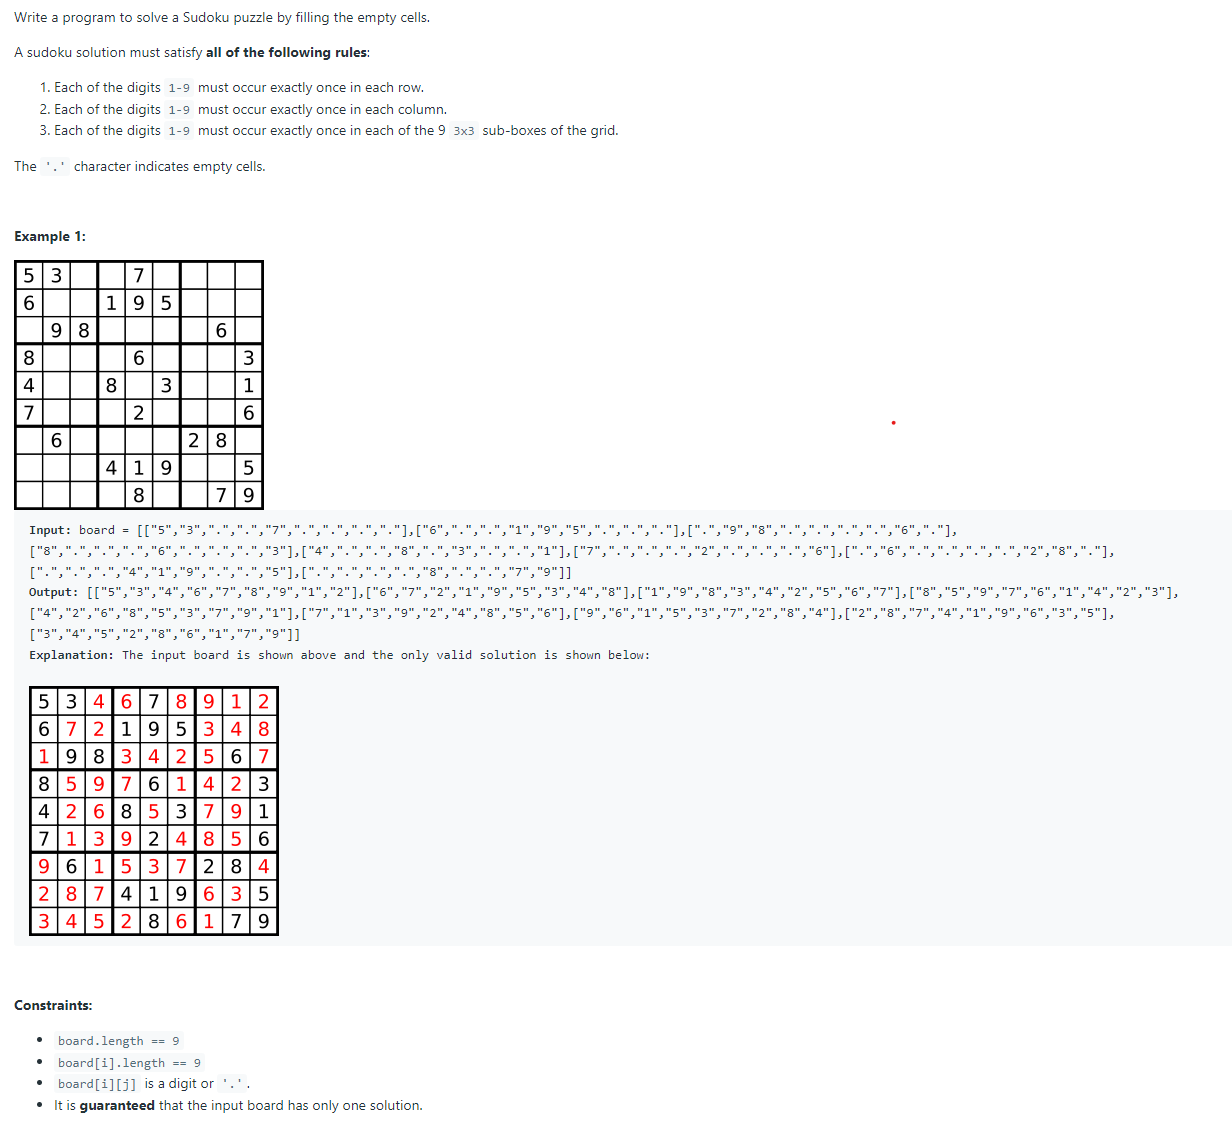 Write a program to solve a Sudoku puzzle by filling the empty cells.
A sudoku solution must satisfy all of the following rules:
1. Each of the digits 1-9 must occur exactly once in each row.
2. Each of the digits 1-9 must occur exactly once in each column.
3. Each of the digits 1-9 must occur exactly once in each of the 9 3x3 sub-boxes of the grid.
The '.' character indicates empty cells.
Example 1:
5 3 7
6 1 9 5
9 8 6
8 6 3
4 8 3 1
7 2 6
6 2 8
4 1 9 5
8 7 9
Input: board = [["5","3",".",".","7",".",".",".","."],["6",".",".","1","9","5",".",".","."],[".","9","8",".",".",".",".","6","."],
["8",".",".",".","6",".",".",".","3"],["4",".",".","8",".","3",".",".","1"],["7",".",".",".","2",".",".",".","6"],[".","6",".",".",".",".","2","8","."],
[".",".",".","4","1","9",".",".","5"],[".",".",".",".","8",".",".","7","9"]]
Output: [["5","3","4","6","7","8","9","1","2"],["6","7","2","1","9","5","3","4","8"],["1","9","8","3","4","2","5","6","7"],["8","5","9","7","6","1","4","2","3"],
["4","2","6","8","5","3","7","9","1"],["7","1","3","9","2","4","8","5","6"],["9","6","1","5","3","7","2","8","4"],["2","8","7","4","1","9","6","3","5"],
["3","4","5","2","8","6","1","7","9"]]
Explanation: The input board is shown above and the only valid solution is shown below:
5 3 4 6 7 8 9 1 2
6 7 2 1 9 5 3 4 8
1 9 8 3 4 2 5 6 7
8 5 9 7 6 1 4 2 3
4 2 6 8 5 3 7 9 1
7 1 3 9 2 4 8 5 6
9 6 1 5 3 7 2 8 4
2 8 7 4 1 9 6 3 5
3 4 5 2 8 6 1 7 9
Constraints:
• board.length == 9
• board[i].length == 9
• board[i][j] is a digit or '.'.
• It is guaranteed that the input board has only one solution.